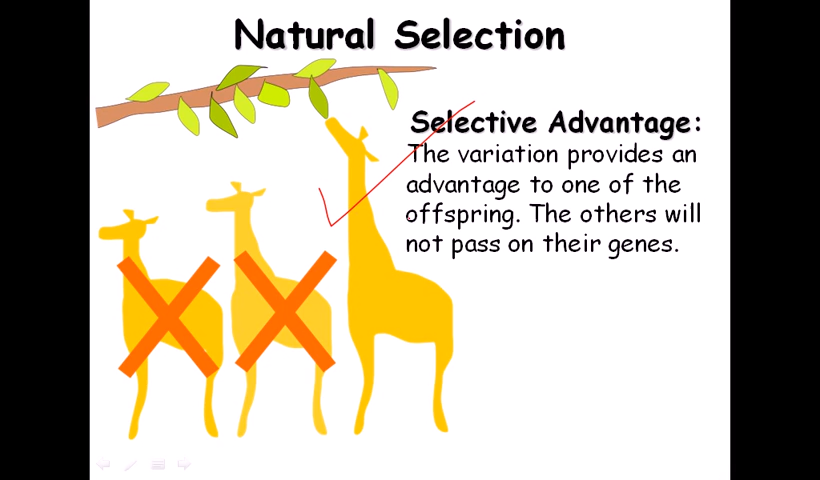 Natural Selection
Selective Advantage:
The variation provides an
advantage to one of the
offspring. The others will
not pass on their genes.